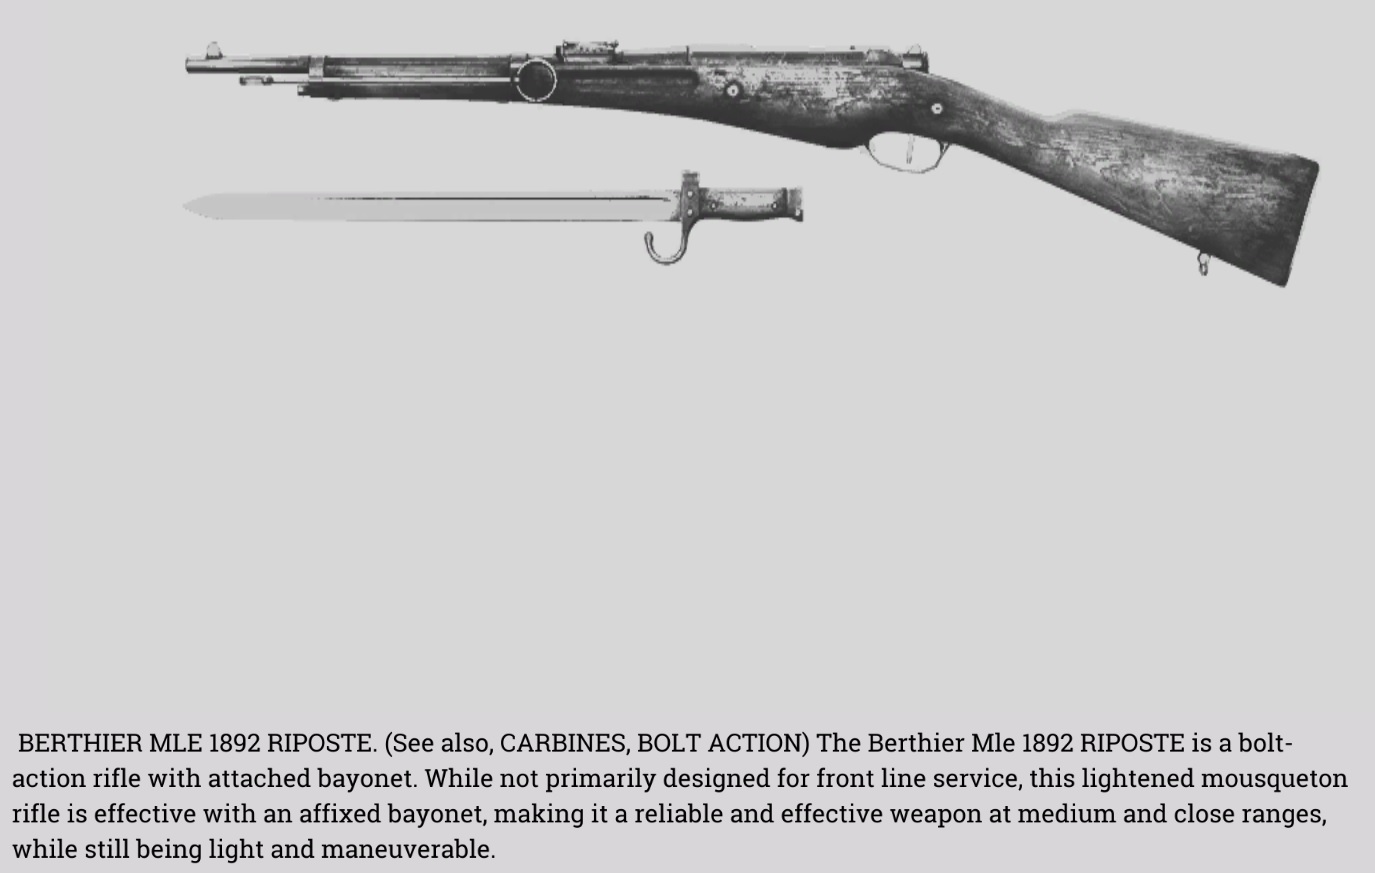 BERTHIER MLE 1892 RIPOSTE. (See also, CARBINES, BOLT ACTION) The Berthier Mle 1892 RIPOSTE is a bolt-
action rifle with attached bayonet. While not primarily designed for front line service, this lightened mousqueton
rifle is effective with an affixed bayonet, making it a reliable and effective weapon at medium and close ranges,
while still being light and maneuverable.